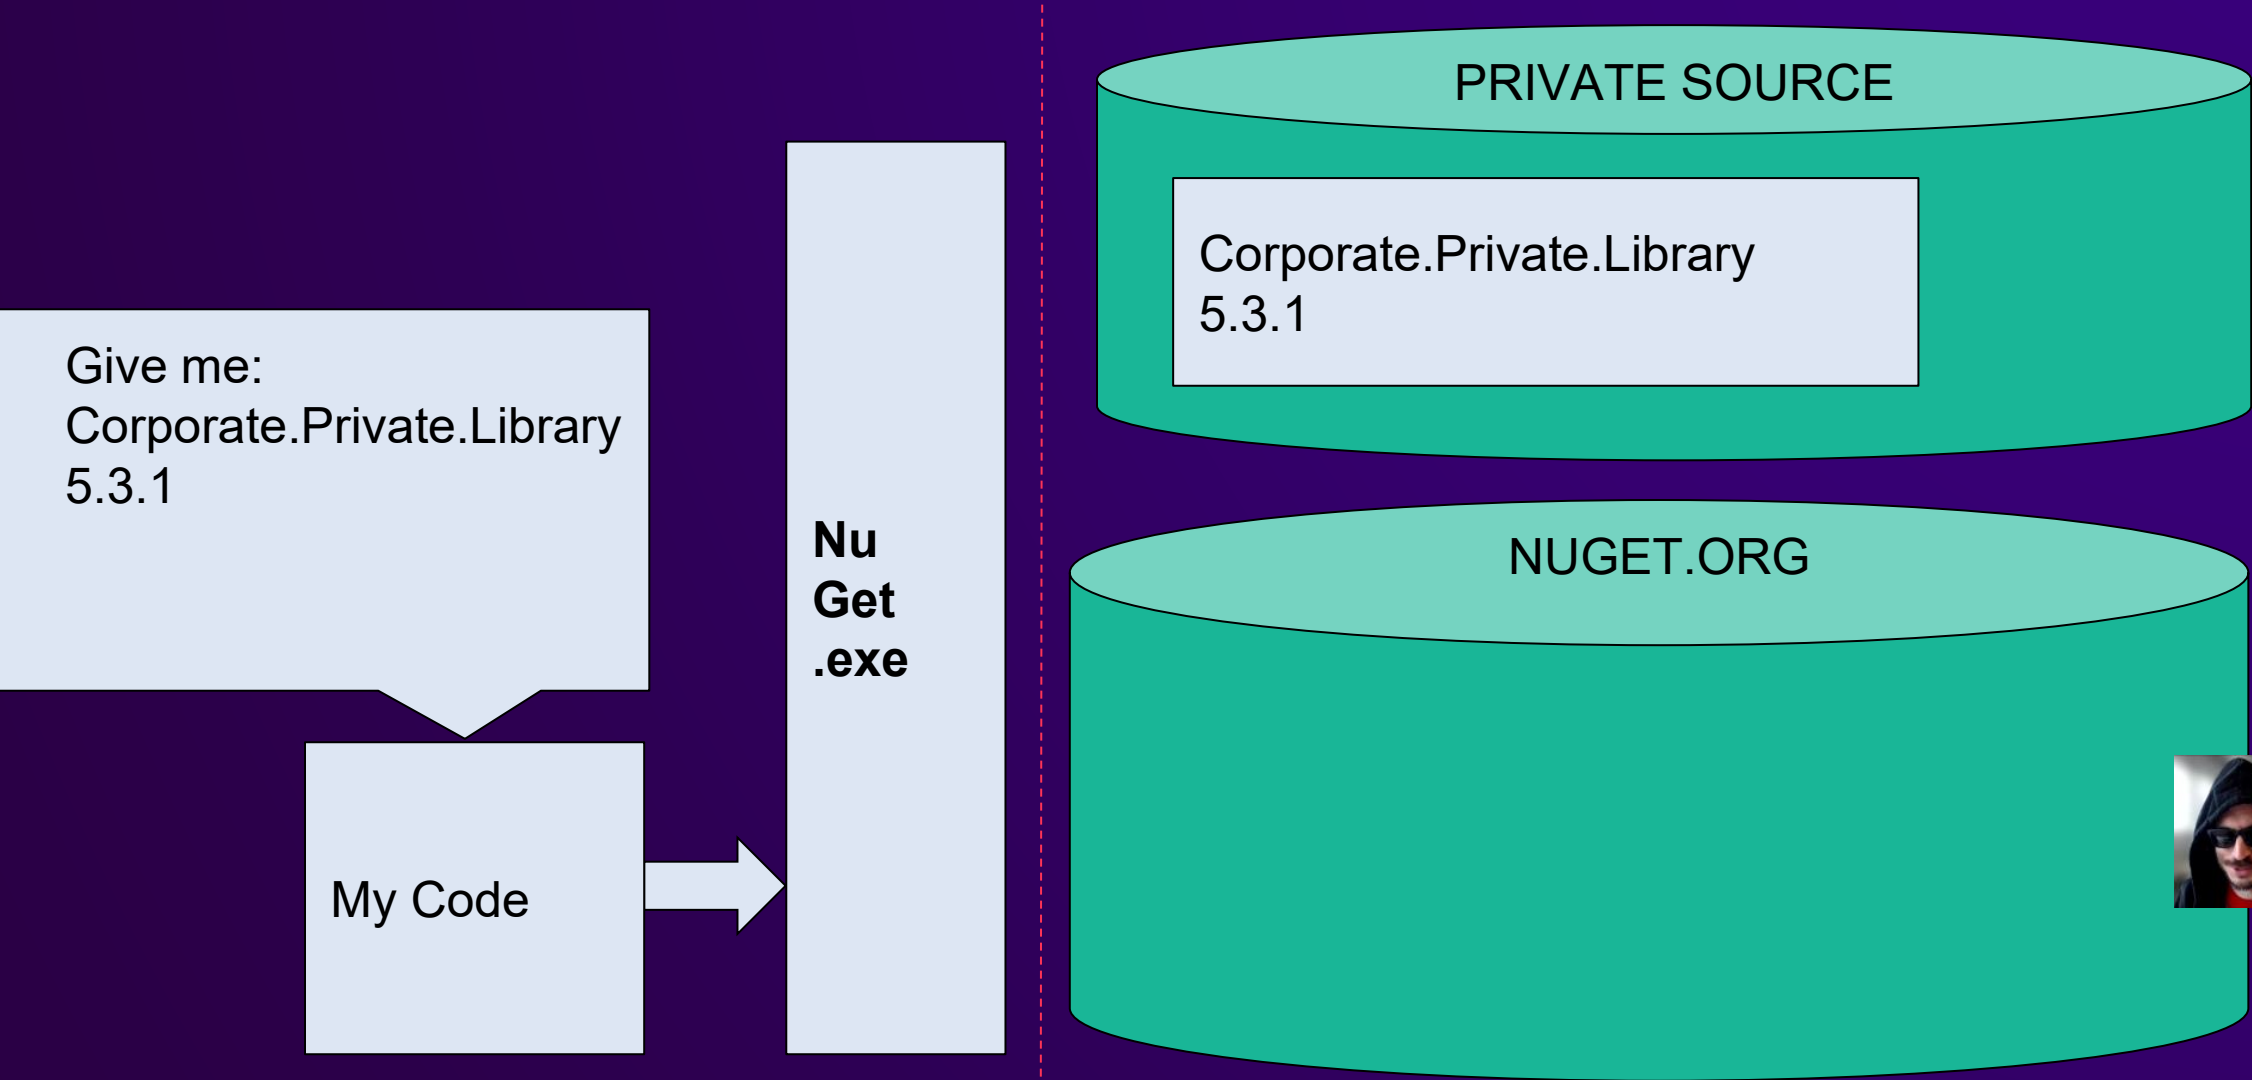 PRIVATE SOURCE
Corporate.Private.Library
5.3.1
Give me:
Corporate.Private.Library
5.3.1
Nu
Get
.exe
NUGET.ORG
My Code